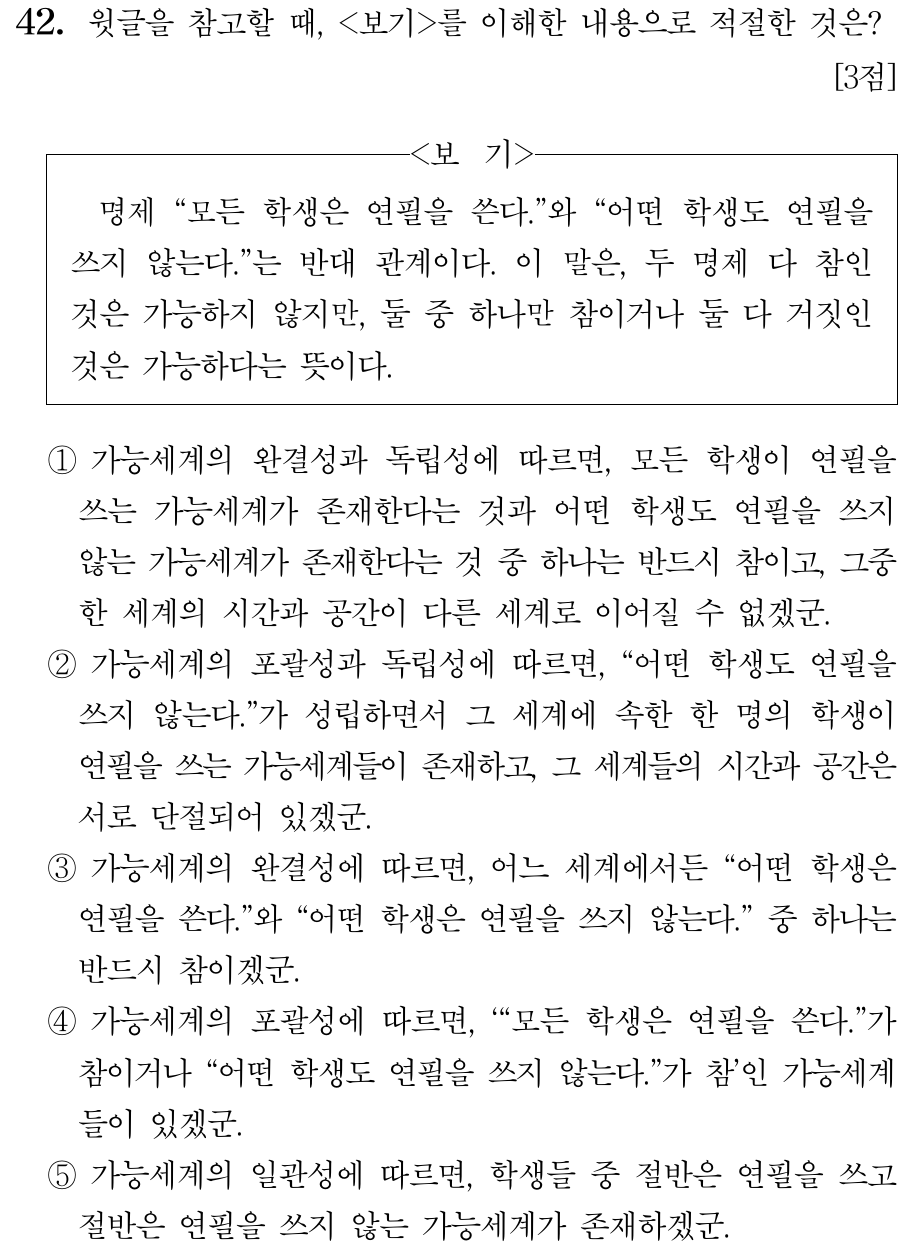 42. 윗글을 참고할 때, <보기>를 이해한 내용으로 적절한 것은?
[3점]
<보 기>
명제 “모든 학생은 연필을 쓴다.”와 “어떤 학생도 연필을
쓰지 않는다.”는 반대 관계이다. 이 말은, 두 명제 다 참인
것은 가능하지 않지만, 둘 중 하나만 참이거나 둘 다 거짓인
것은 가능하다는 뜻이다.
① 가능세계의 완결성과 독립성에 따르면, 모든 학생이 연필을
쓰는 가능세계가 존재한다는 것과 어떤 학생도 연필을 쓰지
않는 가능세계가 존재한다는 것 중 하나는 반드시 참이고, 그중
한 세계의 시간과 공간이 다른 세계로 이어질 수 없겠군.
② 가능세계의 포괄성과 독립성에 따르면, “어떤 학생도 연필을
쓰지 않는다.”가 성립하면서 그 세계에 속한 한 명의 학생이
연필을 쓰는 가능세계들이 존재하고, 그 세계들의 시간과 공간은
서로 단절되어 있겠군.
③ 가능세계의 완결성에 따르면, 어느 세계에서든 “어떤 학생은
연필을 쓴다.”와 “어떤 학생은 연필을 쓰지 않는다.” 중 하나는
반드시 참이겠군.
④ 가능세계의 포괄성에 따르면, ‘“모든 학생은 연필을 쓴다.”가
참이거나 “어떤 학생도 연필을 쓰지 않는다.”가 참’인 가능세계
들이 있겠군.
⑤ 가능세계의 일관성에 따르면, 학생들 중 절반은 연필을 쓰고
절반은 연필을 쓰지 않는 가능세계가 존재하겠군.